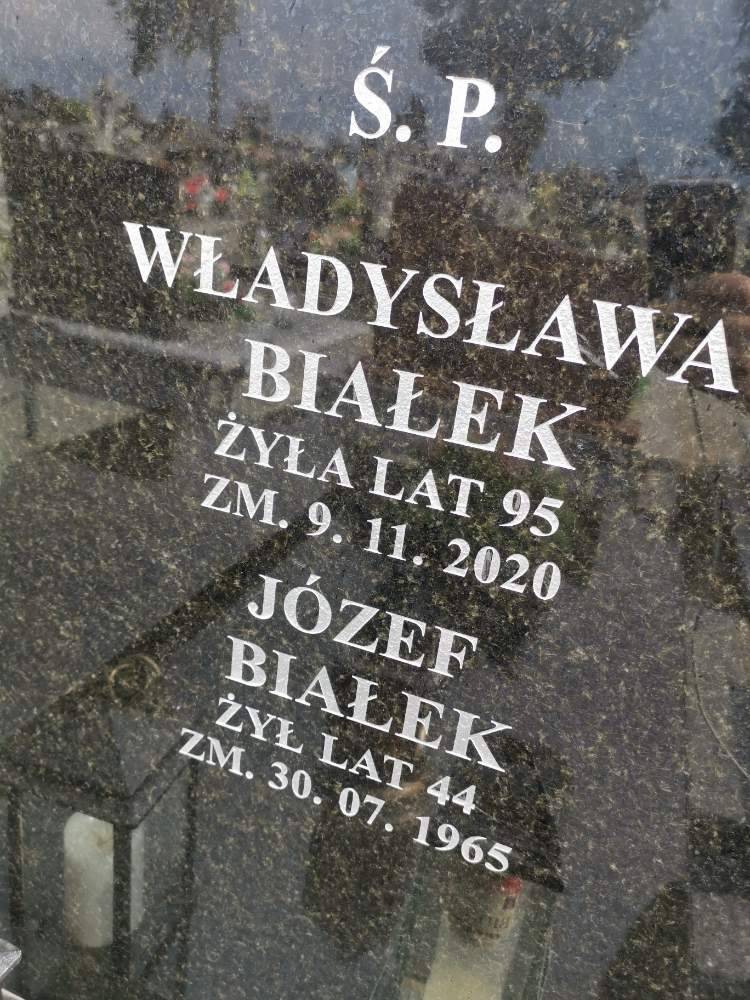 Ś. P.
WŁADYSŁAWA
BIAŁEK
ŻYŁA LAT 95
ZM. 9. 11. 2020
JÓZEF
BIAŁEK
ŻYŁ LAT 44
ZM. 30. 07. 1965